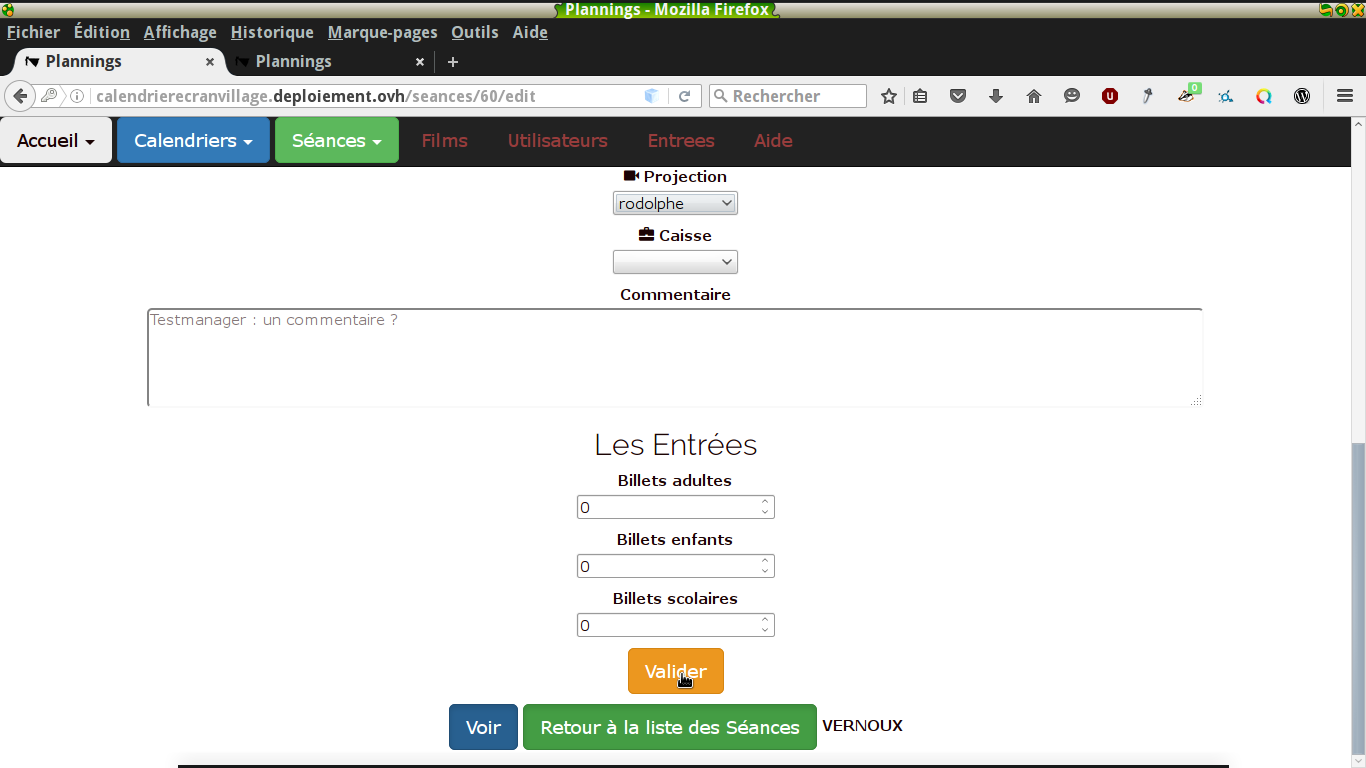 Plannings - Mozilla Firefox
Fichier Édition Affichage Historique Marque-pages Outils Aide
Plannings × Plannings × +
calendrierecranvillage.deploiement.ovh/seances/60/edit Rechercher 0
Accueil Calendriers Séances Films Utilisateurs Entrees Aide
Projection
rodolphe
Caisse
Commentaire
Testmanager : un commentaire ?
Les Entrées
Billets adultes
0
Billets enfants
0
Billets scolaires
0
Valider
Voir Retour à la liste des Séances VERNOUX